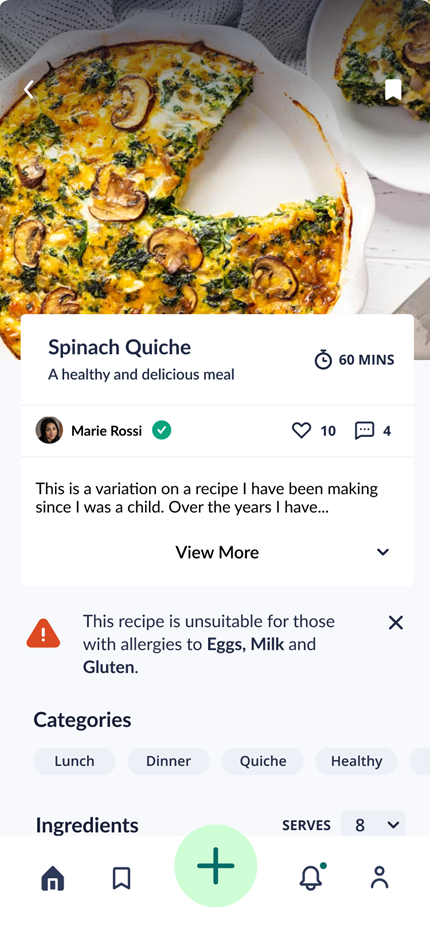 Spinach Quiche
A healthy and delicious meal
60 MINS
Marie Rossi
10
4
This is a variation on a recipe I have been making
since I was a child. Over the years I have...
View More
This recipe is unsuitable for those
with allergies to Eggs, Milk and
Gluten.
Categories
Lunch
Dinner
Quiche
Healthy
Ingredients
SERVES
8